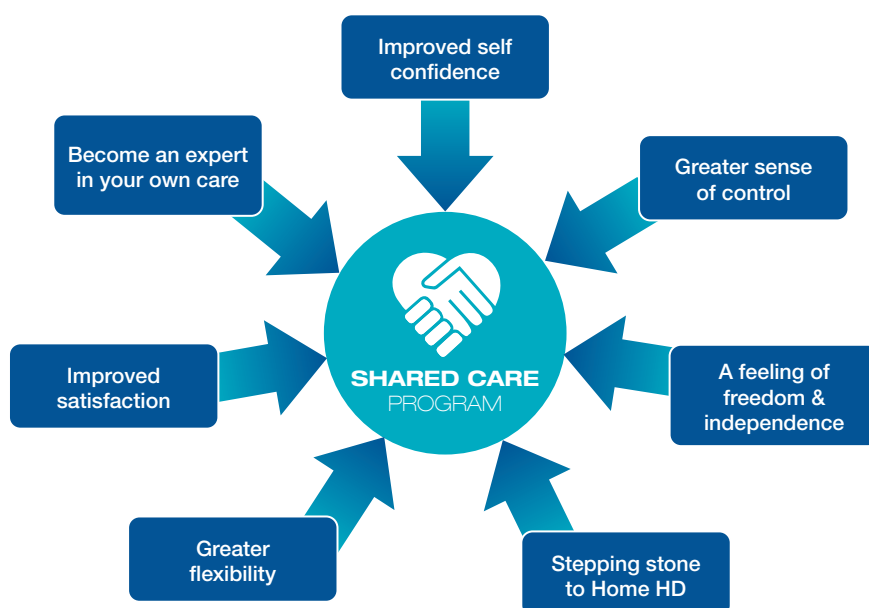 Improved self
confidence
Become an expert
in your own care
Greater sense
of control
SHARED CARE
PROGRAM
Improved
satisfaction
A feeling of
freedom &
independence
Greater
flexibility
Stepping stone
to Home HD